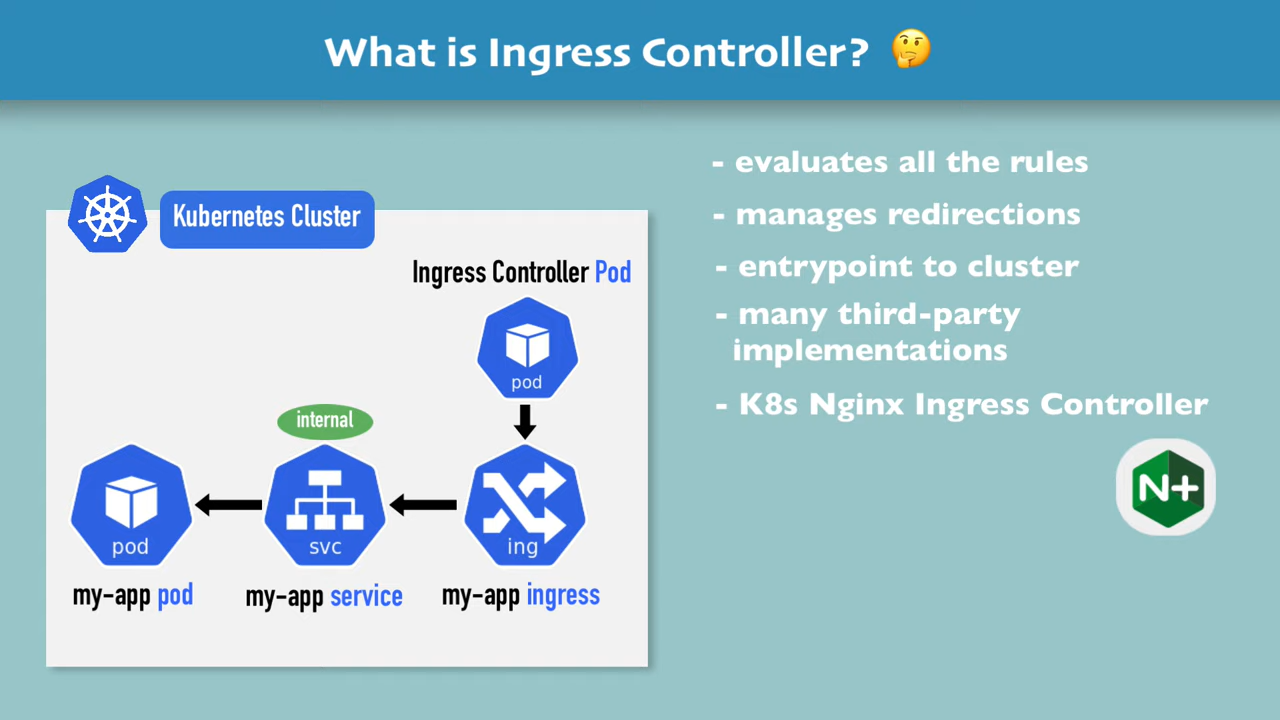 What is Ingress Controller? 🤔
Kubernetes Cluster
Ingress Controller Pod
pod
internal
pod
svc
ing
my-app pod
my-app service
my-app ingress
- evaluates all the rules
- manages redirections
- entrypoint to cluster
- many third-party
implementations
- K8s Nginx Ingress Controller
N+